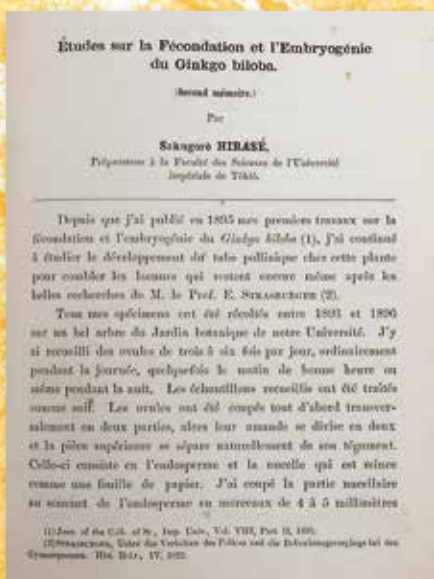 Études sur la Fécondation et l'Embryogénie
du Ginkgo biloba.
(Second mémoire.)
Par
Sakugorô HIRASÉ,
Préparateur à la Faculté des Sciences de l'Université
Impériale de Tôkiô.
Depuis que j'ai publié en 1895 mes premiers travaux sur la
fécondation et l'embryogénie du Ginkgo biloba (1), j'ai continué
à étudier le développement du tube pollinique chez cette plante
pour combler les lacunes qui restent encore même après les
belles recherches de M. le Prof. E. STRASBURGER (2).
Tous mes spécimens ont été récoltés entre 1893 et 1896
sur un bel arbre du Jardin botanique de notre Université. J'y
ai recueilli des ovules de trois à six fois par jour, ordinairement
pendant la journée, quelquefois le matin de bonne heure ou
même pendant la nuit. Les échantillons recueillis ont été traités
comme suit. Les ovules ont été coupés tout d'abord transver-
salement en deux parties, alors leur amande se divise en deux
et la pièce supérieure se sépare naturellement de son tégument.
Celle-ci consiste en l'endosperme et la nucelle qui est mince
comme une feuille de papier. J'ai coupé la partie nucellaire
au sommet de l'endosperme en morceaux de 4 à 5 millimètres
(1) Jour. of the Coll. of Sc., Imp. Univ., Vol. VIII, Part II, 1895.
(2) STRASBURGER, Ueber das Verhalten des Pollens und die Befruchtungsvorgänge bei den
Gymnospermen. Hist. Beitr., IV, 1892.